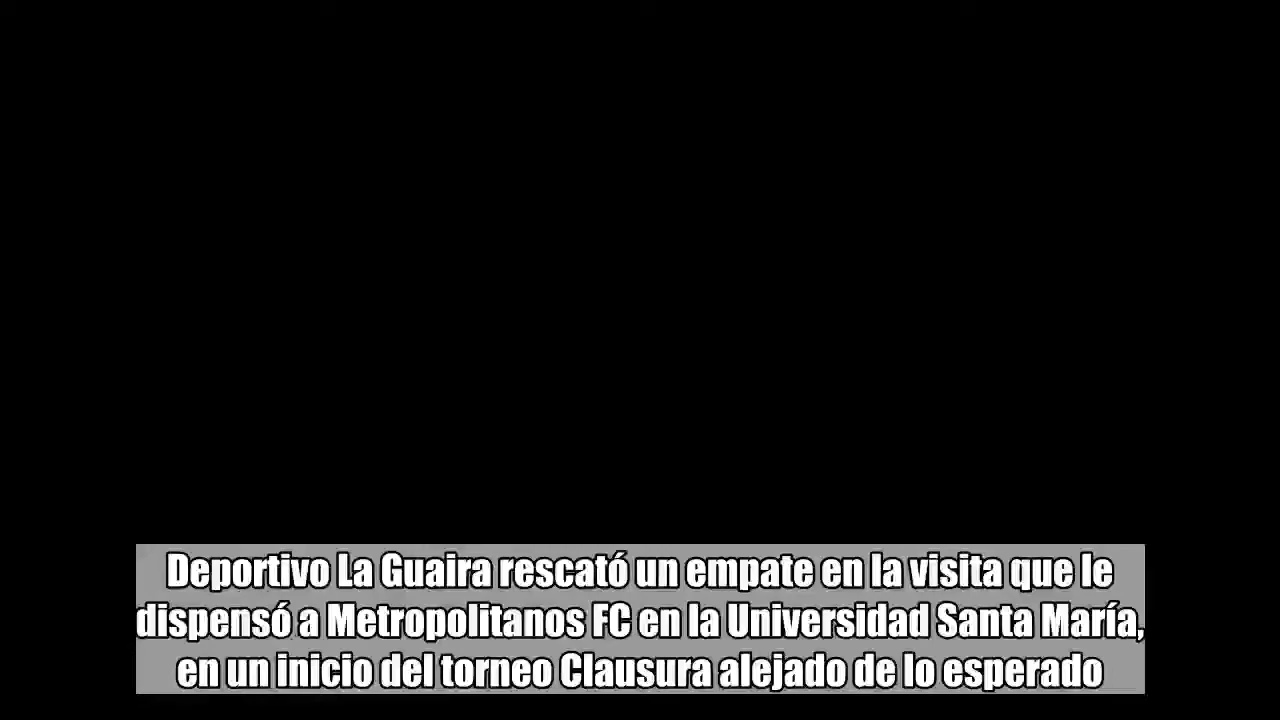 Deportivo La Guaira rescató un empate en la visita que le
dispensó a Metropolitanos FC en la Universidad Santa María,
en un inicio del torneo Clausura alejado de lo esperado